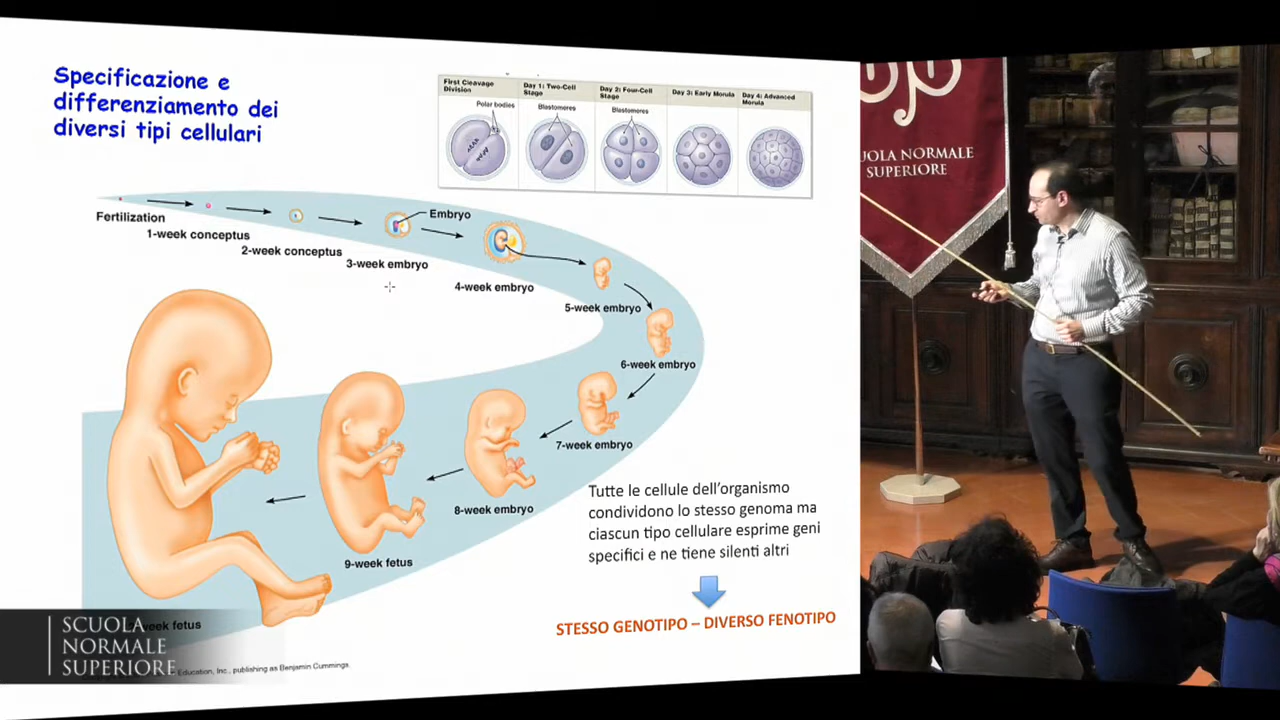 Specificazione e
differenziamento dei
diversi tipi cellulari
First Cleavage
Division
Polar bodies
Day 1: Two-Cell
Stage
Blastomeres
Day 2: Four-Cell
Stage
Blastomeres
Day 3: Early Morula
Day 4: Advanced
Morula
Fertilization
1-week conceptus
2-week conceptus
3-week embryo
Embryo
4-week embryo
5-week embryo
6-week embryo
7-week embryo
8-week embryo
9-week fetus
week fetus
Tutte le cellule dell'organismo
condividono lo stesso genoma ma
ciascun tipo cellulare esprime geni
specifici e ne tiene silenti altri
STESSO GENOTIPO – DIVERSO FENOTIPO
Education, Inc., publishing as Benjamin Cummings.
SCUOLA
NORMALE
SUPERIORE
UOLA NORMALE
SUPERIORE